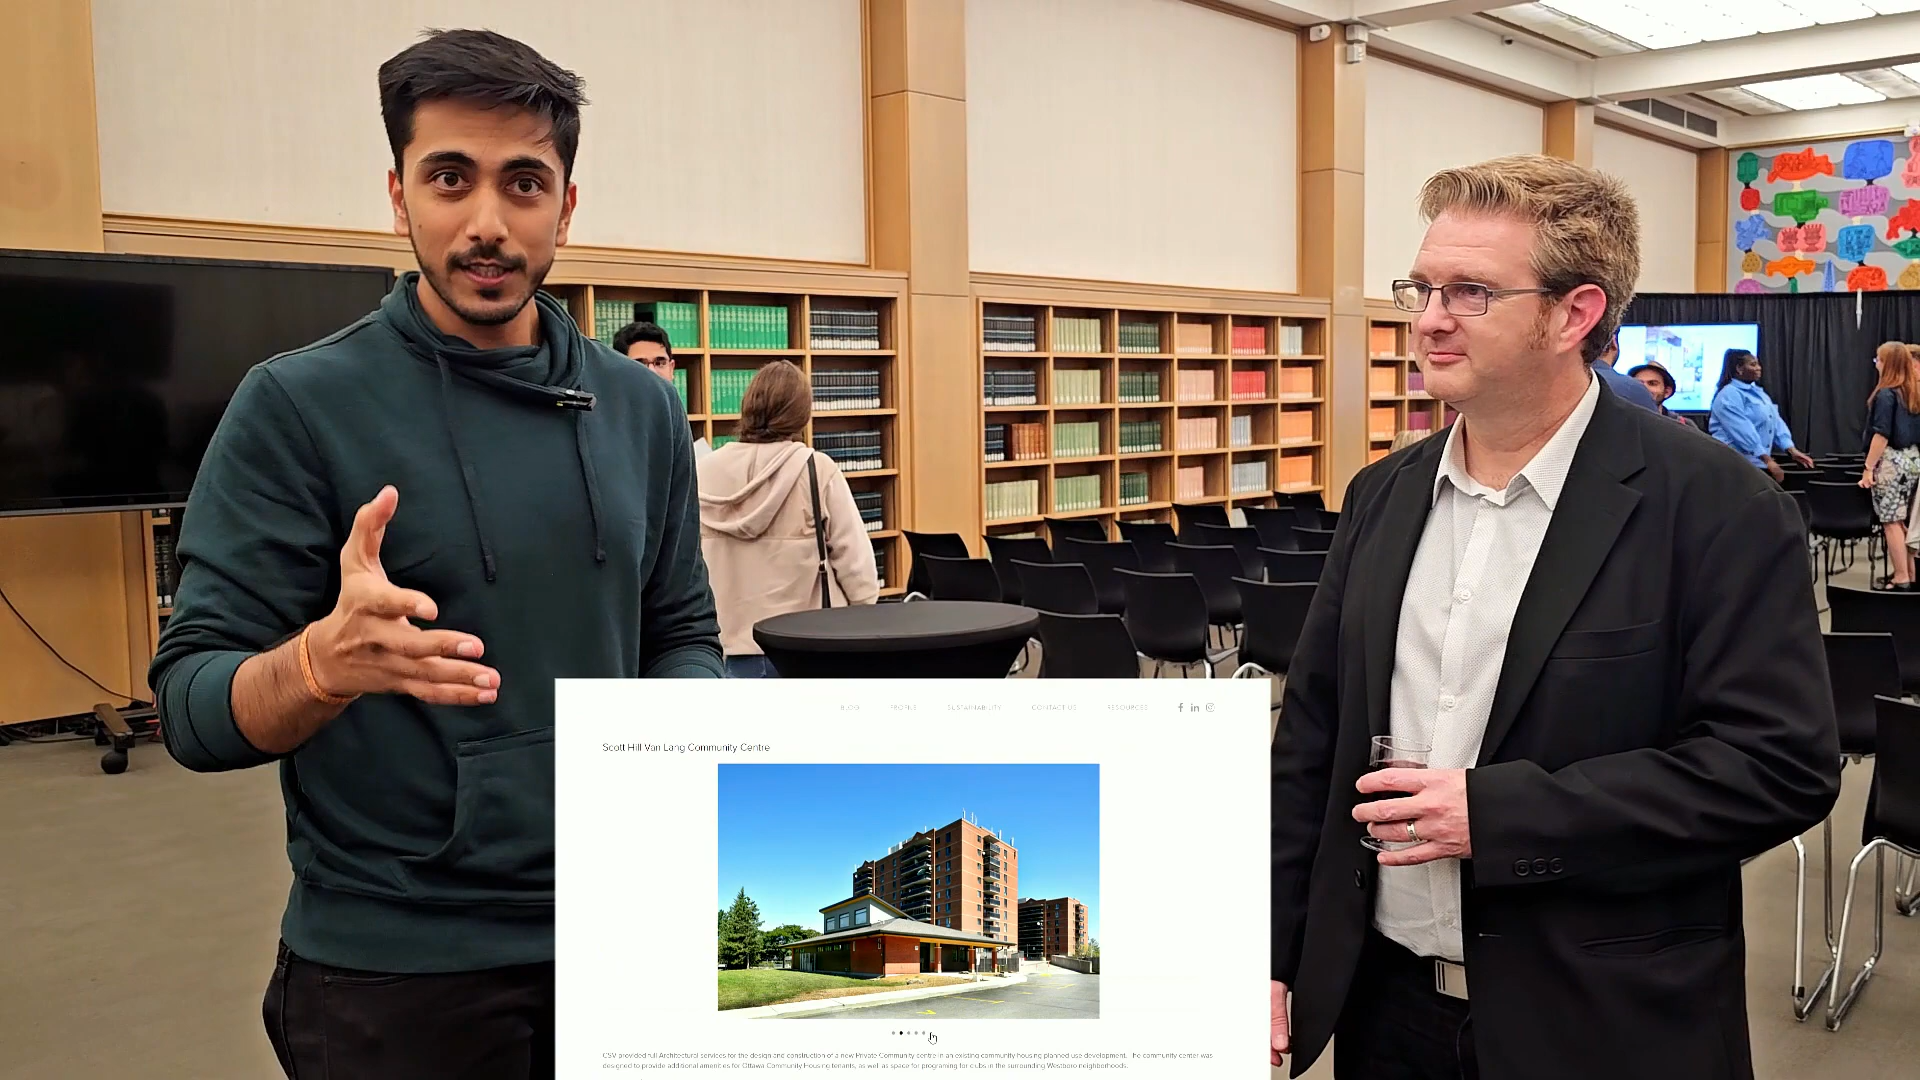 BLOG PROFILE SUSTAINABILITY CONTACT US RESOURCES
Scott Hill Van Lang Community Centre
CSV provided full Architectural services for the design and construction of a new Private Community centre in an existing community housing planned use development. The community center was
designed to provide additional amenities for Ottawa Community Housing tenants, as well as space for programing for clubs in the surrounding Westboro neighborhoods.